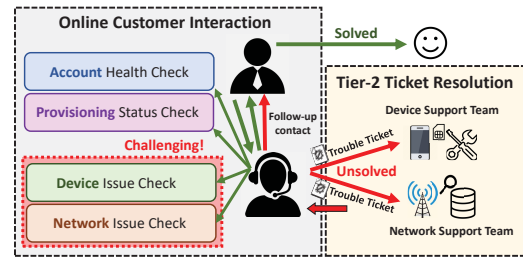 Online Customer Interaction
Solved
Account Health Check
Provisioning Status Check
Challenging!
Device Issue Check
Network Issue Check
Follow-up
contact
Tier-2 Ticket Resolution
Device Support Team
Trouble Ticket
Unsolved
Trouble Ticket
Network Support Team